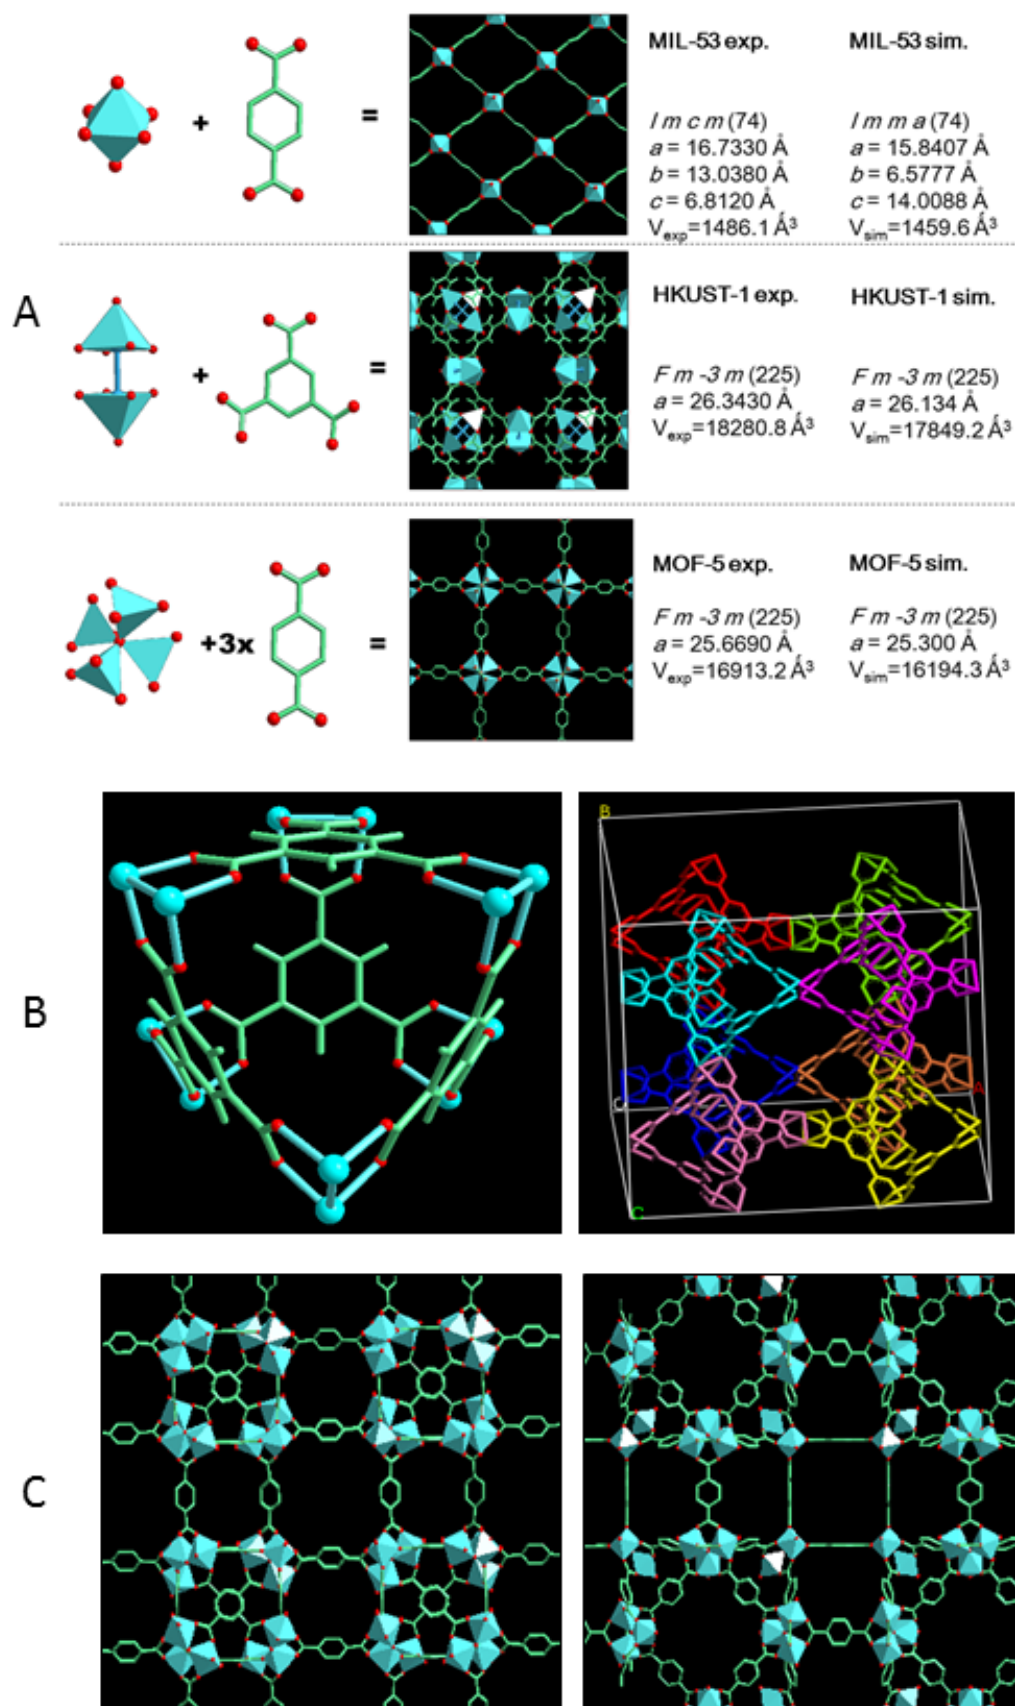 MIL-53 exp.
MIL-53 sim.
+
=
I m c m (74)
a = 16.7330 Å
b = 13.0380 Å
c = 6.8120 Å
Vexp=1486.1 Å3
I m m a (74)
a = 15.8407 Å
b = 6.5777 Å
c = 14.0088 Å
Vsim=1459.6 Å3
A
HKUST-1 exp.
HKUST-1 sim.
+
=
F m -3 m (225)
a = 26.3430 Å
Vexp=18280.8 Å3
F m -3 m (225)
a = 26.134 Å
Vsim=17849.2 Å3
MOF-5 exp.
MOF-5 sim.
+3x
=
F m -3 m (225)
a = 25.6690 Å
Vexp=16913.2 Å3
F m -3 m (225)
a = 25.300 Å
Vsim=16194.3 Å3
B
B
A
C
C